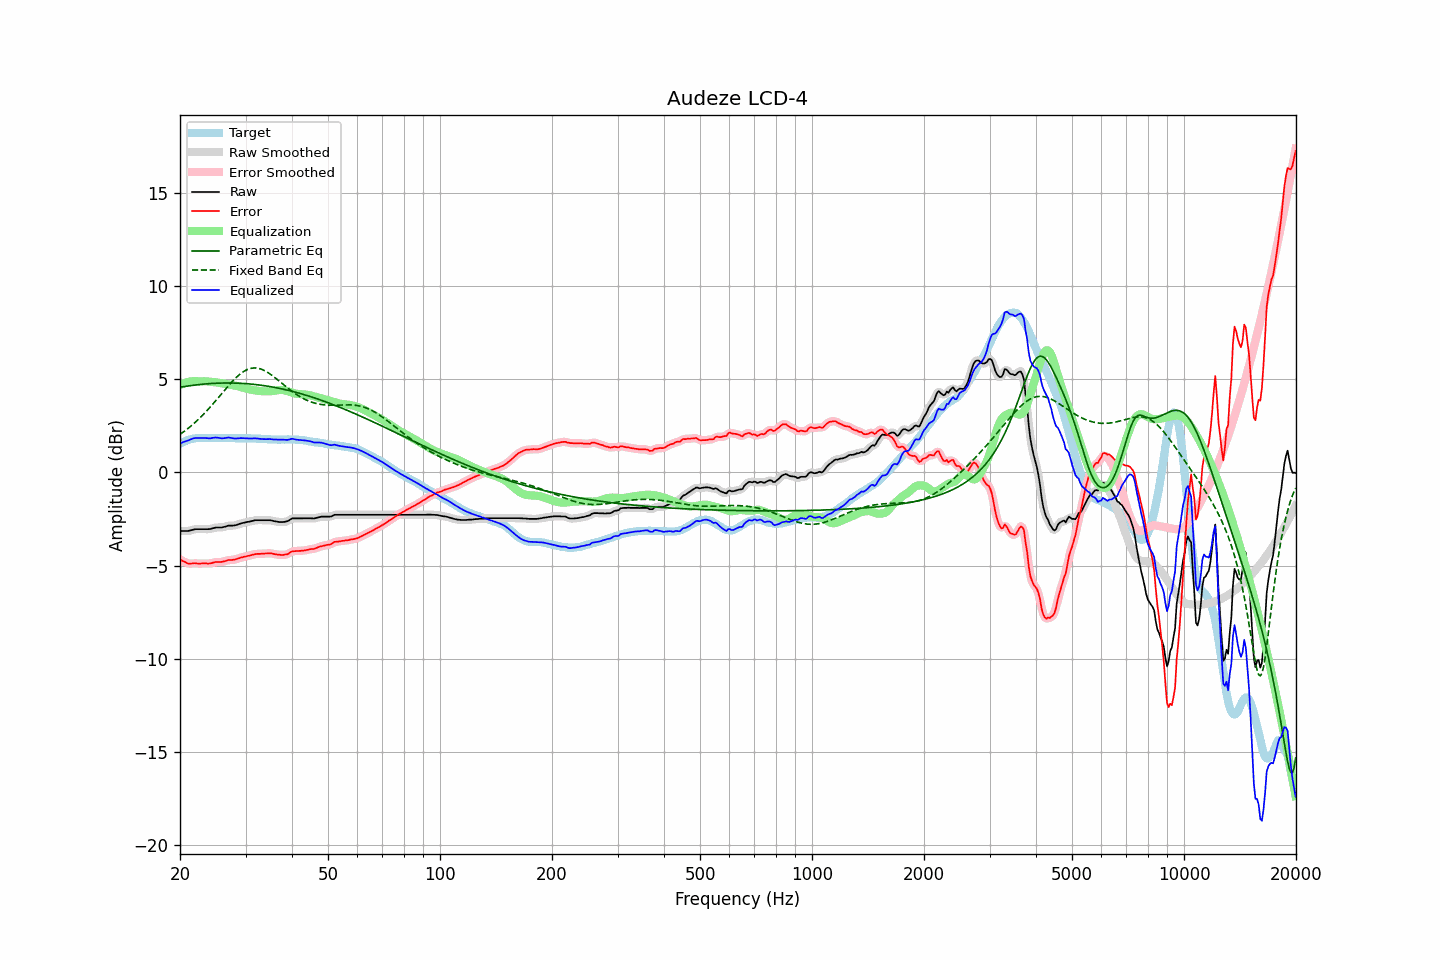 Audeze LCD-4
Target
Raw Smoothed
Error Smoothed
Raw
Error
Equalization
Parametric Eq
Fixed Band Eq
Equalized
Amplitude (dBr)
15
10
5
0
−5
−10
−15
−20
20
50
100
200
500
1000
2000
5000
10000
20000
Frequency (Hz)